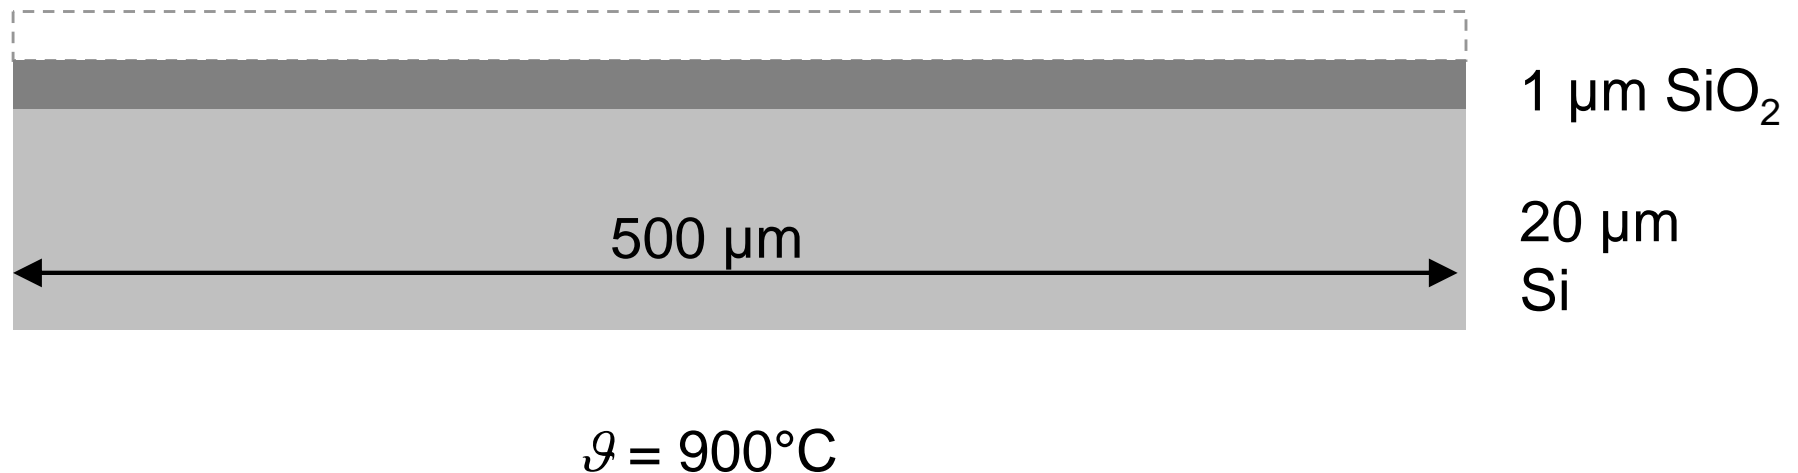 1 µm SiO₂
500 µm
20 µm
Si
ϑ = 900°C